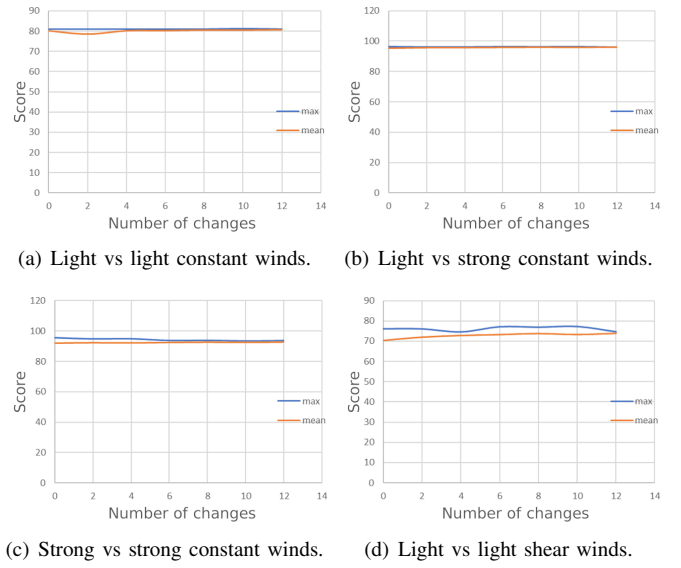 90
80
70
60
50
40
30
20
10
0
Score
max
mean
0 2 4 6 8 10 12 14
Number of changes
(a) Light vs light constant winds.
120
100
80
60
40
20
0
Score
max
mean
0 2 4 6 8 10 12 14
Number of changes
(b) Light vs strong constant winds.
120
100
80
60
40
20
0
Score
max
mean
0 2 4 6 8 10 12 14
Number of changes
(c) Strong vs strong constant winds.
90
80
70
60
50
40
30
20
10
0
Score
max
mean
0 2 4 6 8 10 12 14
Number of changes
(d) Light vs light shear winds.